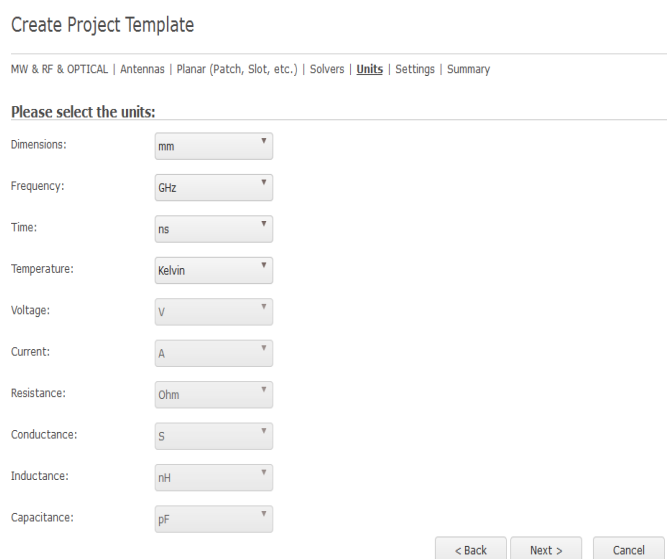 Create Project Template
MW & RF & OPTICAL | Antennas | Planar (Patch, Slot, etc.) | Solvers | Units | Settings | Summary
Please select the units:
Dimensions: mm
Frequency: GHz
Time: ns
Temperature: Kelvin
Voltage: V
Current: A
Resistance: Ohm
Conductance: S
Inductance: nH
Capacitance: pF
< Back Next > Cancel